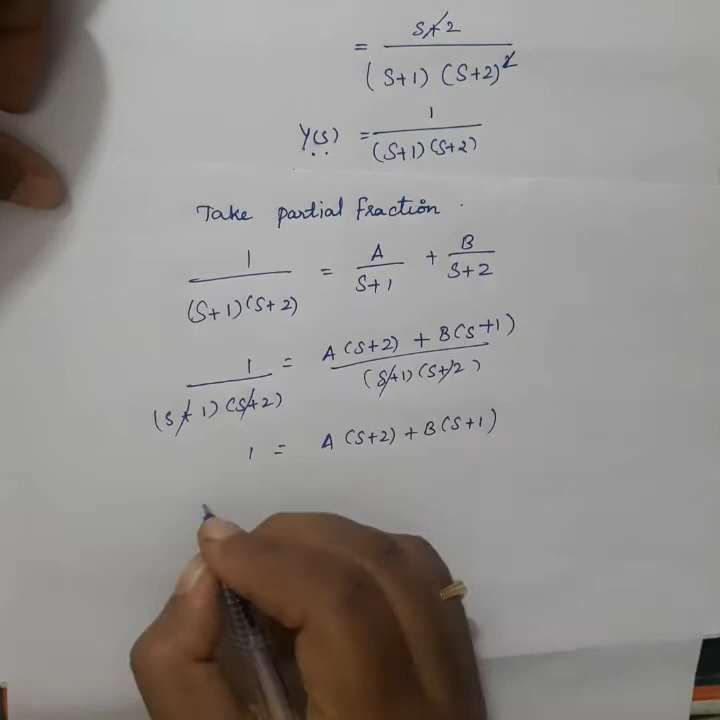 = S+2 / (S+1) (S+2)²
Y(s) = 1 / (S+1) (S+2)
Take partial fraction.
1 / (S+1) (S+2) = A / S+1 + B / S+2
1 / (S+1) (S+2) = A (S+2) + B (S+1) / (S+1) (S+2)
1 = A (S+2) + B (S+1)